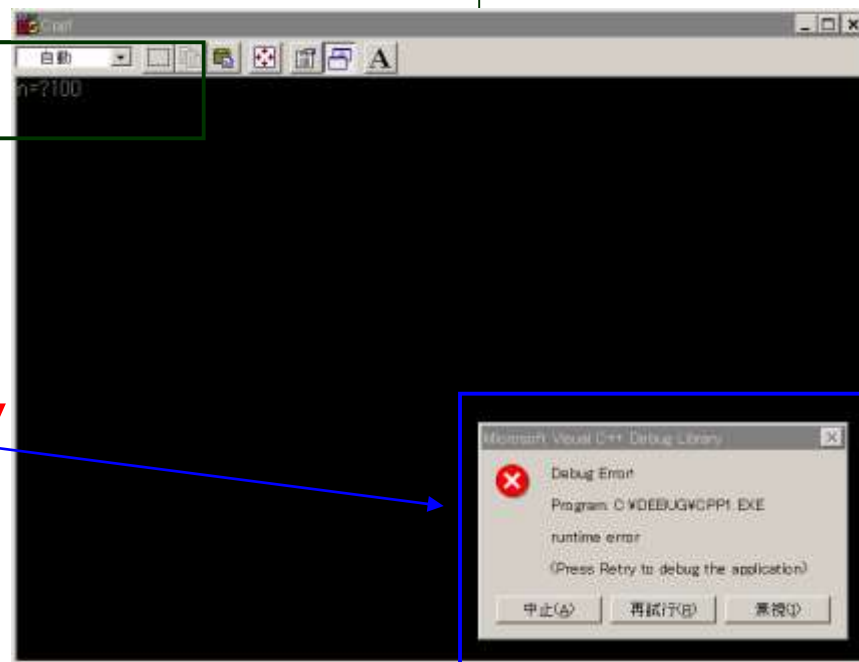 Cpp1
自動
A
n=?100
Microsoft Visual C++ Debug Library
Debug Error!
Program: C:¥DEBUG¥CPP1.EXE
runtime error
(Press Retry to debug the application)
中止(A) 再試行(R) 無視(I)